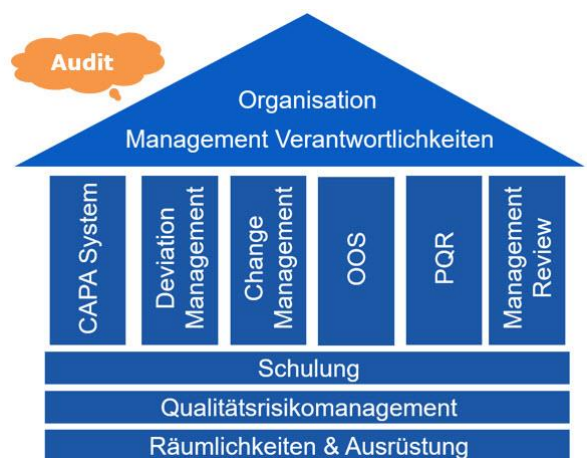 Audit
Organisation
Management Verantwortlichkeiten
CAPA System
Deviation
Management
Change
Management
OOS
PQR
Management
Review
Schulung
Qualitätsrisikomanagement
Räumlichkeiten & Ausrüstung